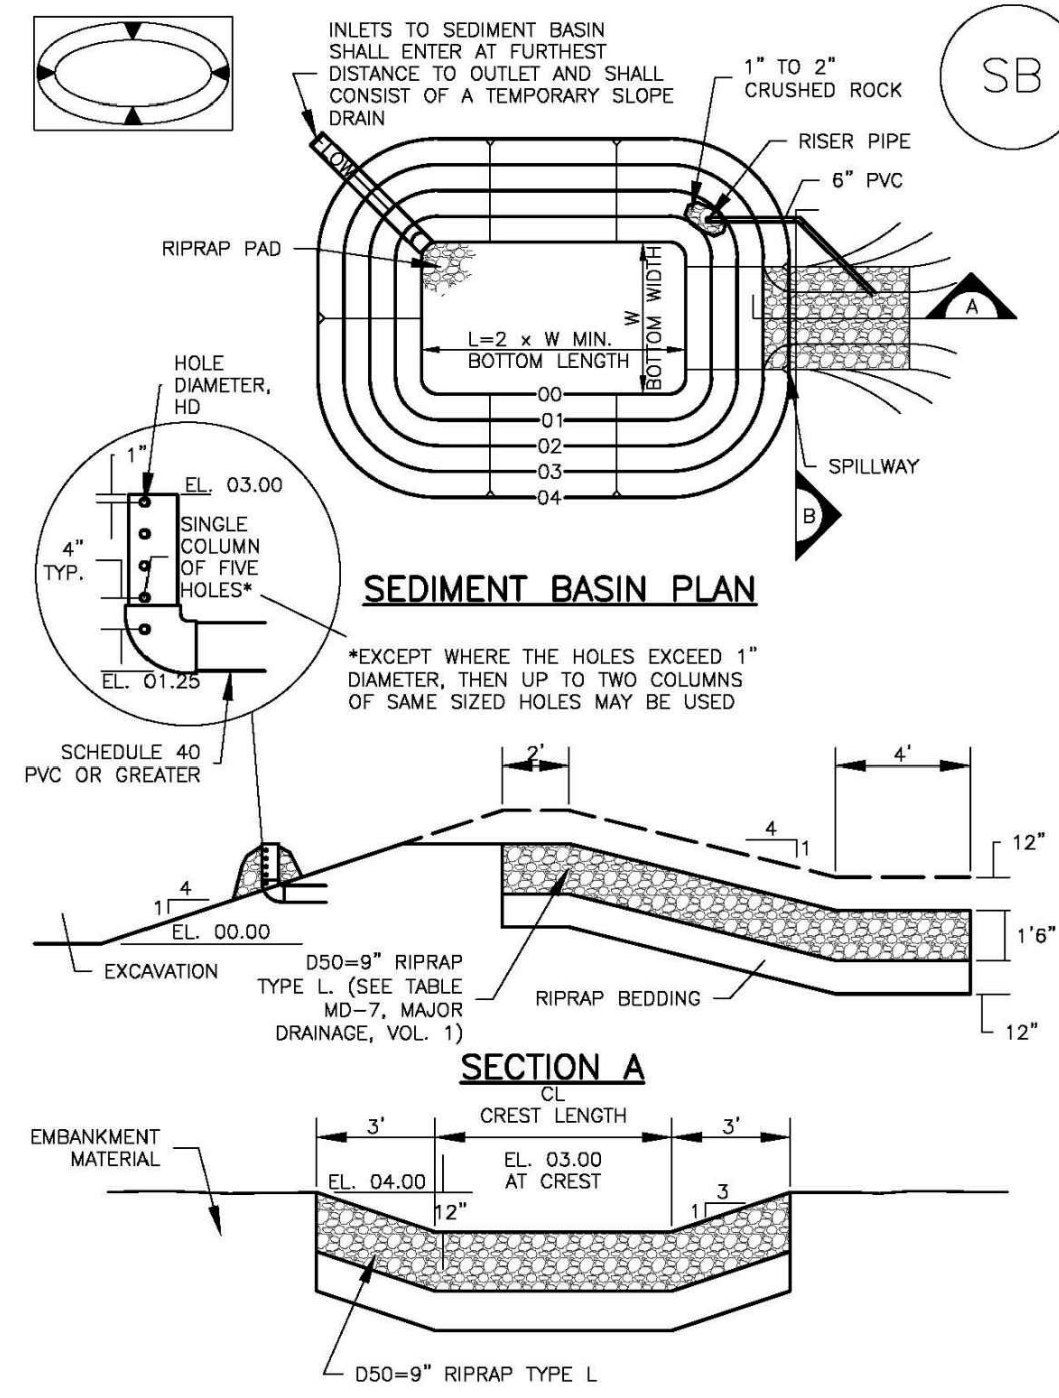 INLETS TO SEDIMENT BASIN
SHALL ENTER AT FURTHEST
DISTANCE TO OUTLET AND SHALL
CONSIST OF A TEMPORARY SLOPE
DRAIN
1" TO 2"
CRUSHED ROCK
SB
RISER PIPE
6" PVC
FLOW
RIPRAP PAD
W
BOTTOM WIDTH
L=2 x W MIN.
BOTTOM LENGTH
A
00
01
02
03
04
SPILLWAY
B
HOLE
DIAMETER,
HD
1"
EL. 03.00
4"
TYP.
SINGLE
COLUMN
OF FIVE
HOLES*
EL. 01.25
SEDIMENT BASIN PLAN
*EXCEPT WHERE THE HOLES EXCEED 1"
DIAMETER, THEN UP TO TWO COLUMNS
OF SAME SIZED HOLES MAY BE USED
SCHEDULE 40
PVC OR GREATER
2'
4'
4
1
12"
4
1
EL. 00.00
EXCAVATION
1'6"
D50=9" RIPRAP
TYPE L. (SEE TABLE
MD-7, MAJOR
DRAINAGE, VOL. 1)
RIPRAP BEDDING
12"
SECTION A
CL
CREST LENGTH
3'
3'
EMBANKMENT
MATERIAL
EL. 04.00
EL. 03.00
AT CREST
12"
3
1
D50=9" RIPRAP TYPE L